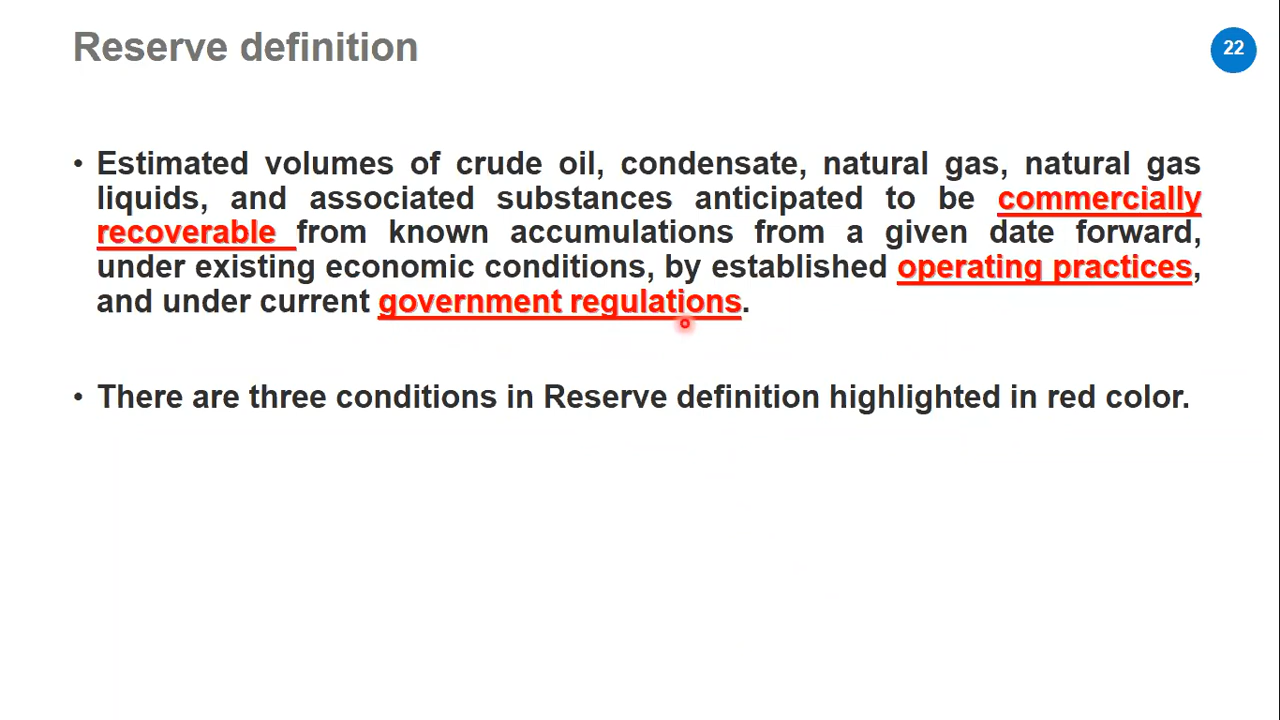 Reserve definition
22
• Estimated volumes of crude oil, condensate, natural gas, natural gas
liquids, and associated substances anticipated to be commercially
recoverable from known accumulations from a given date forward,
under existing economic conditions, by established operating practices,
and under current government regulations.
• There are three conditions in Reserve definition highlighted in red color.